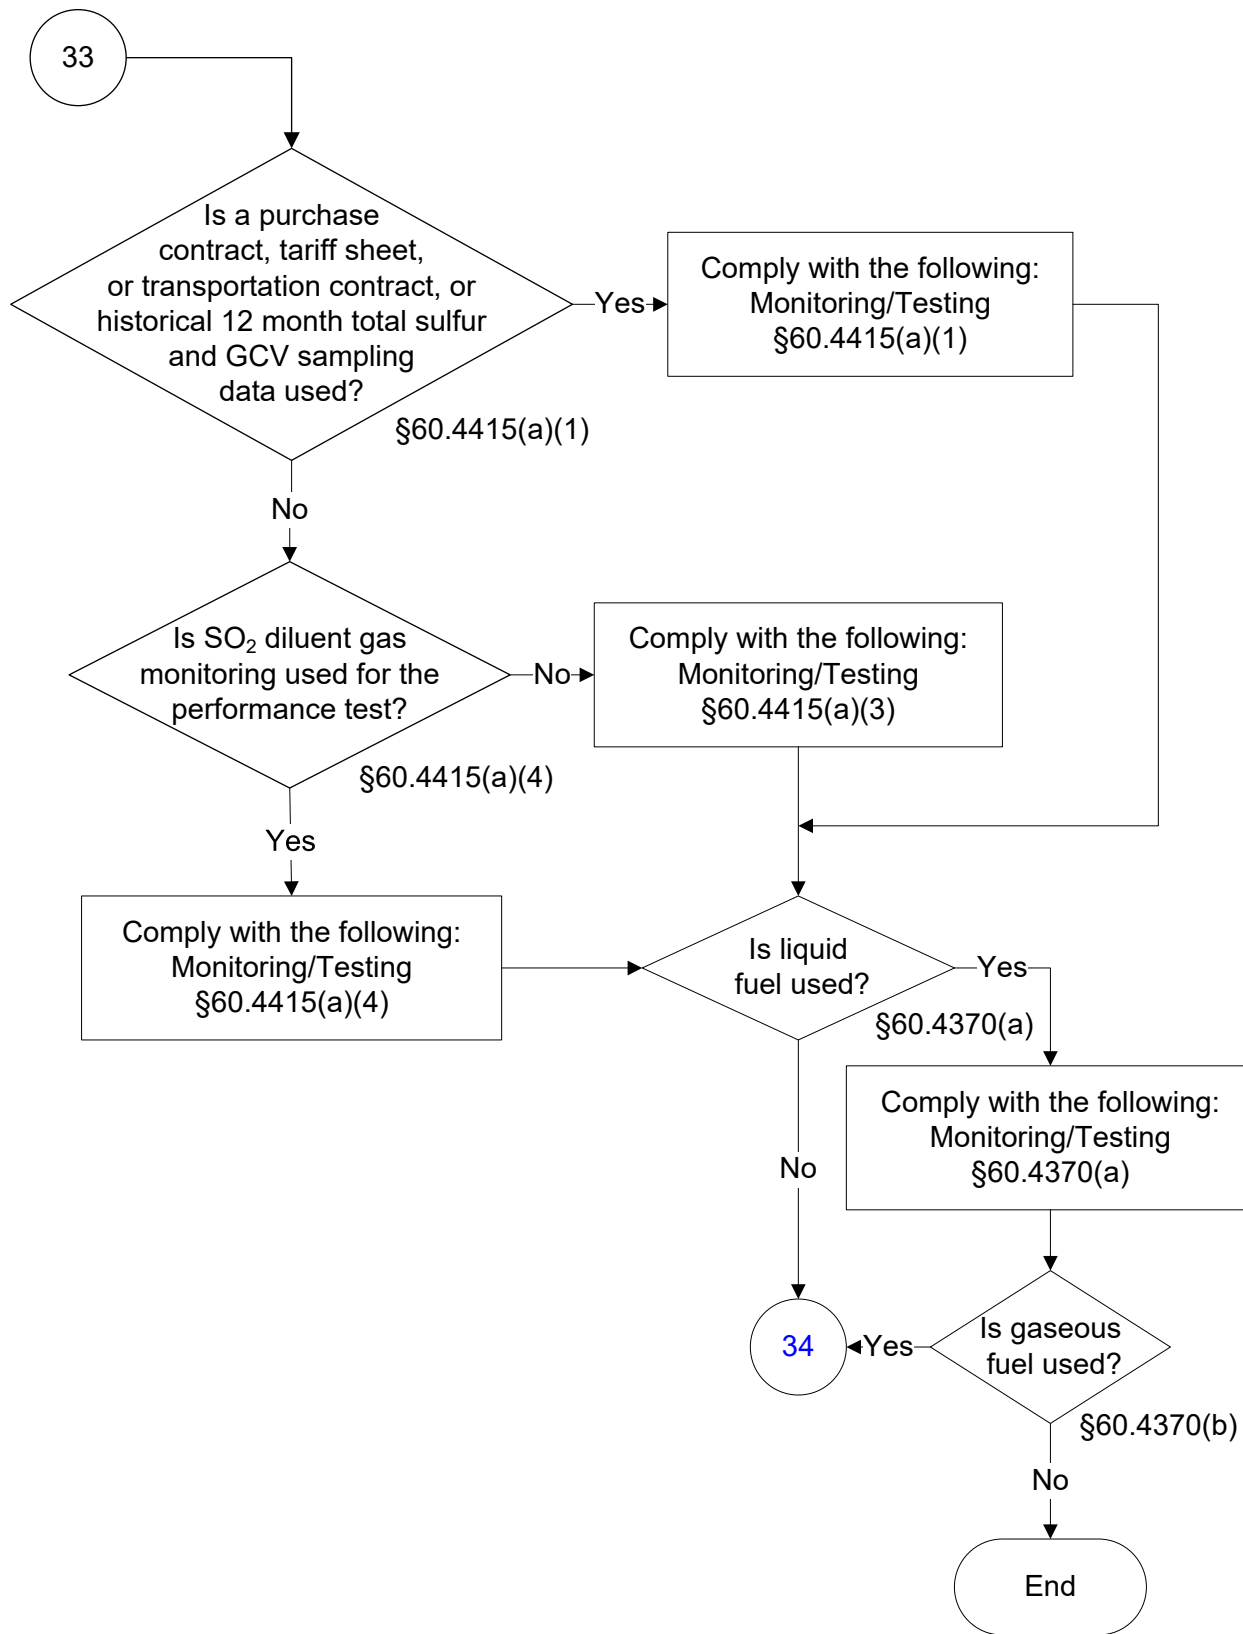 33
Is a purchase
contract, tariff sheet,
or transportation contract, or
historical 12 month total sulfur
and GCV sampling
data used?
§60.4415(a)(1)
Yes
Comply with the following:
Monitoring/Testing
§60.4415(a)(1)
No
Is SO₂ diluent gas
monitoring used for the
performance test?
§60.4415(a)(4)
No
Comply with the following:
Monitoring/Testing
§60.4415(a)(3)
Yes
Comply with the following:
Monitoring/Testing
§60.4415(a)(4)
Is liquid
fuel used?
§60.4370(a)
Yes
Comply with the following:
Monitoring/Testing
§60.4370(a)
No
34
Yes
Is gaseous
fuel used?
§60.4370(b)
No
End